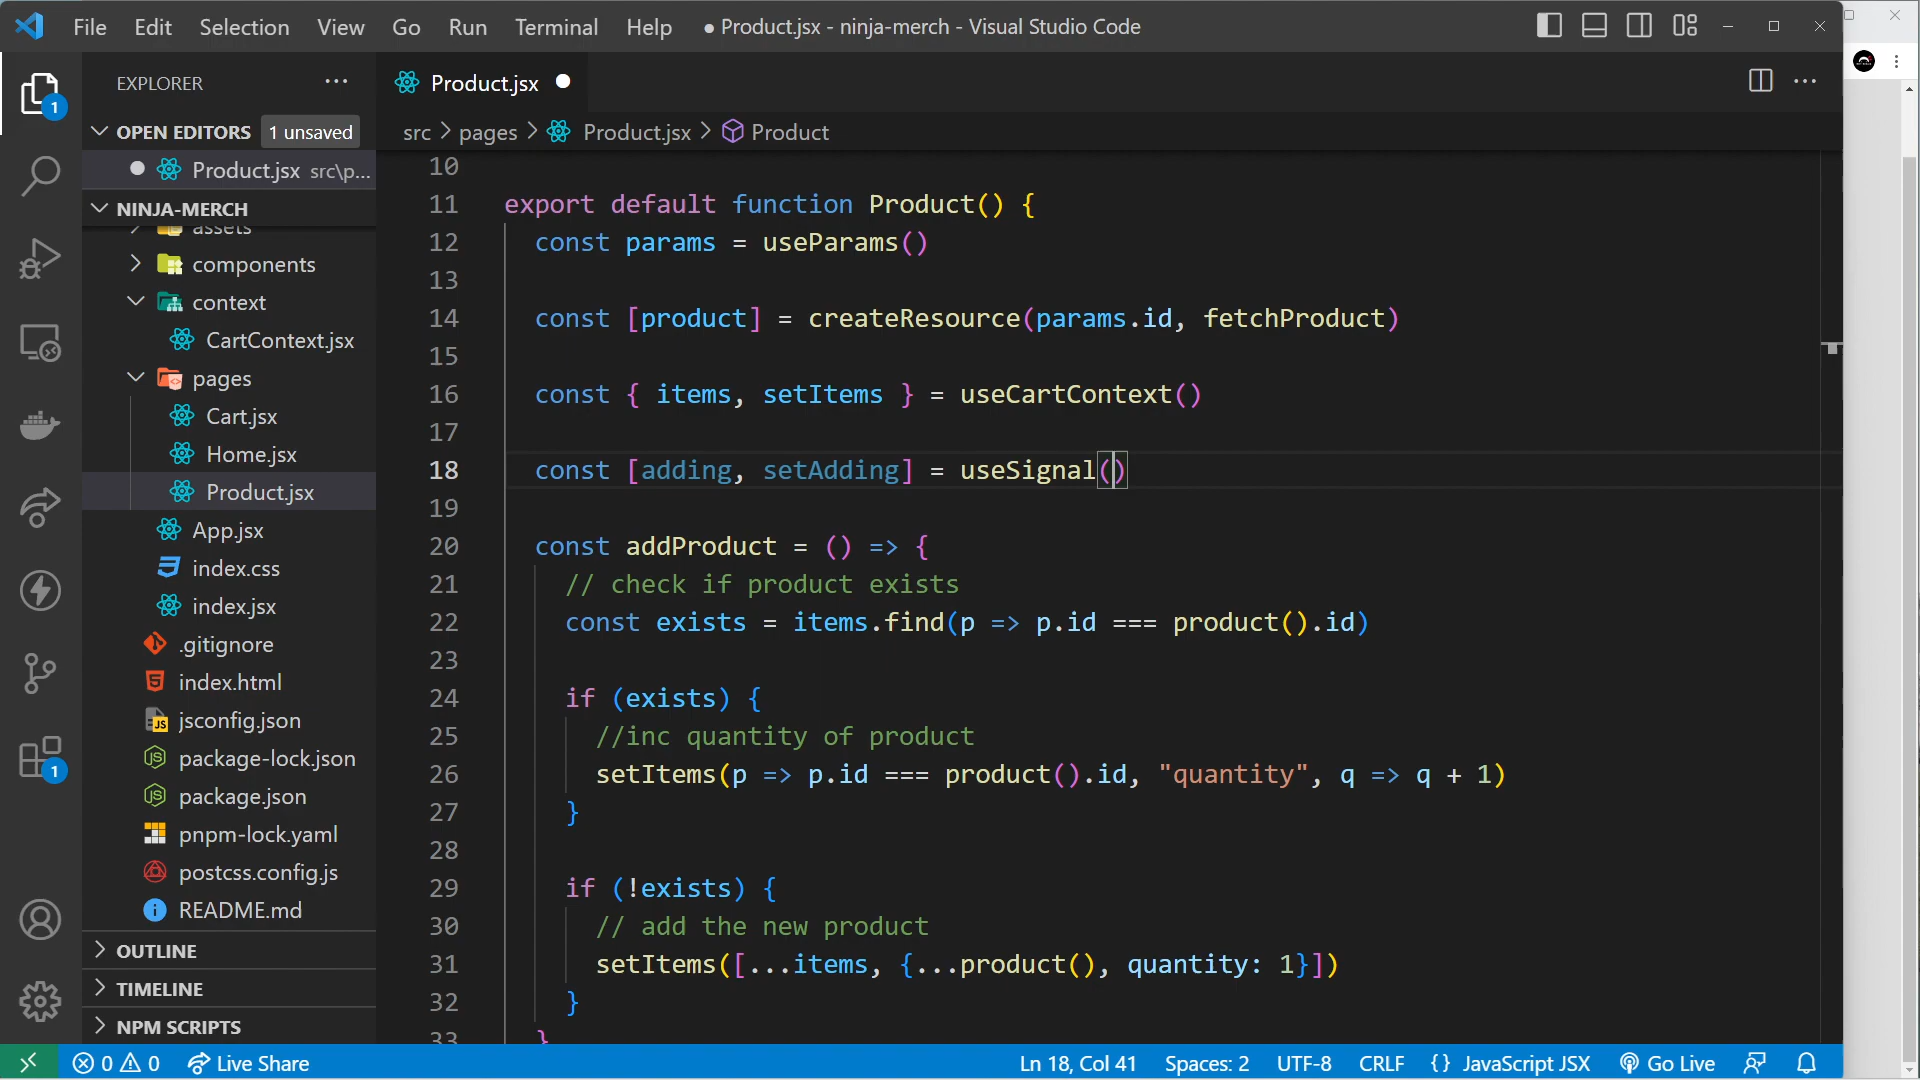 File Edit Selection View Go Run Terminal Help ● Product.jsx - ninja-merch - Visual Studio Code
EXPLORER
1
OPEN EDITORS 1 unsaved
Product.jsx src\p...
NINJA-MERCH
assets
components
context
CartContext.jsx
pages
Cart.jsx
Home.jsx
Product.jsx
App.jsx
index.css
index.jsx
.gitignore
index.html
jsconfig.json
package-lock.json
1
package.json
pnpm-lock.yaml
postcss.config.js
README.md
OUTLINE
TIMELINE
NPM SCRIPTS
Product.jsx
src > pages > Product.jsx > Product
10
11 export default function Product() {
12 const params = useParams()
13
14 const [product] = createResource(params.id, fetchProduct)
15
16 const { items, setItems } = useCartContext()
17
18 const [adding, setAdding] = useSignal()
19
20 const addProduct = () => {
21 // check if product exists
22 const exists = items.find(p => p.id === product().id)
23
24 if (exists) {
25 //inc quantity of product
26 setItems(p => p.id === product().id, "quantity", q => q + 1)
27 }
28
29 if (!exists) {
30 // add the new product
31 setItems([...items, {...product(), quantity: 1}])
32 }
33 }
0 0 Live Share Ln 18, Col 41 Spaces: 2 UTF-8 CRLF {} JavaScript JSX Go Live